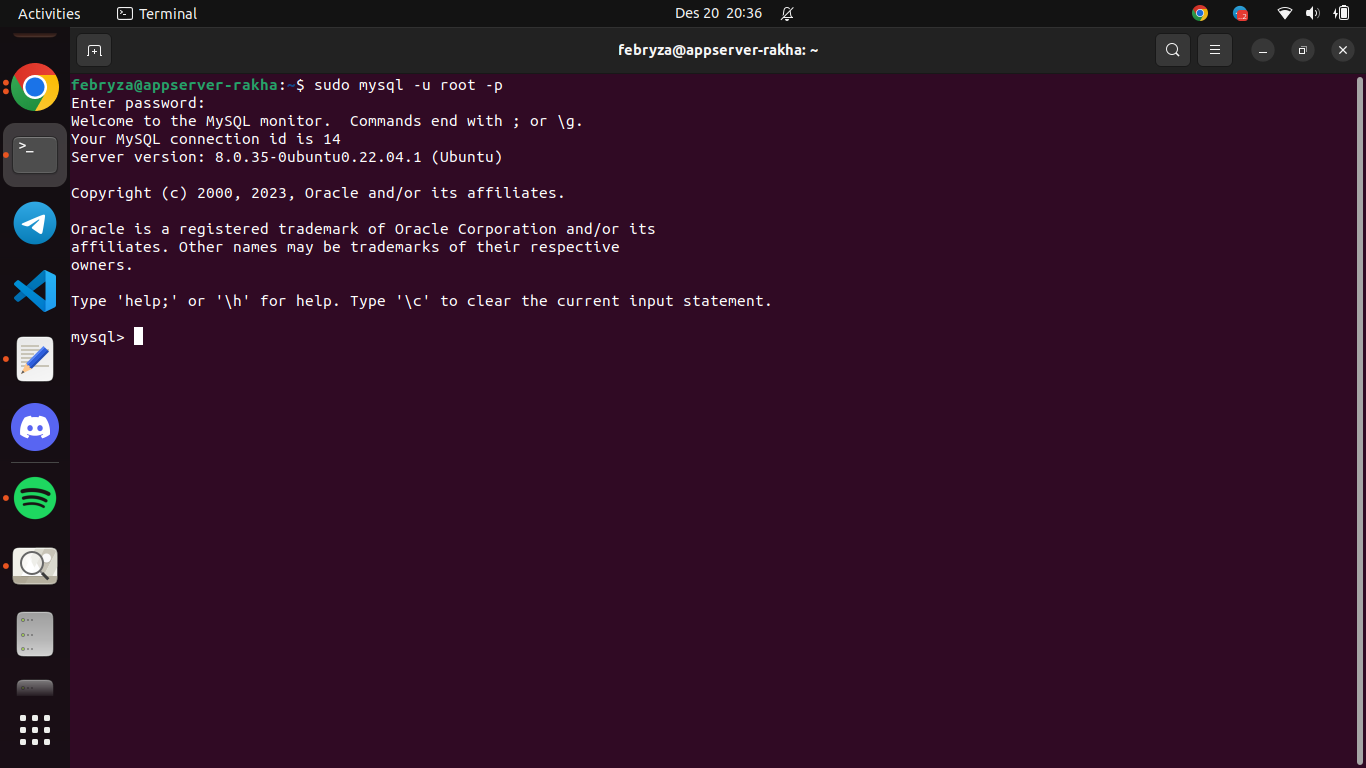 Activities
Terminal
Des 20 20:36
febryza@appserver-rakha: ~
febryza@appserver-rakha:~$ sudo mysql -u root -p
Enter password:
Welcome to the MySQL monitor.  Commands end with ; or \g.
Your MySQL connection id is 14
Server version: 8.0.35-0ubuntu0.22.04.1 (Ubuntu)
Copyright (c) 2000, 2023, Oracle and/or its affiliates.
Oracle is a registered trademark of Oracle Corporation and/or its
affiliates. Other names may be trademarks of their respective
owners.
Type 'help;' or '\h' for help. Type '\c' to clear the current input statement.
mysql>